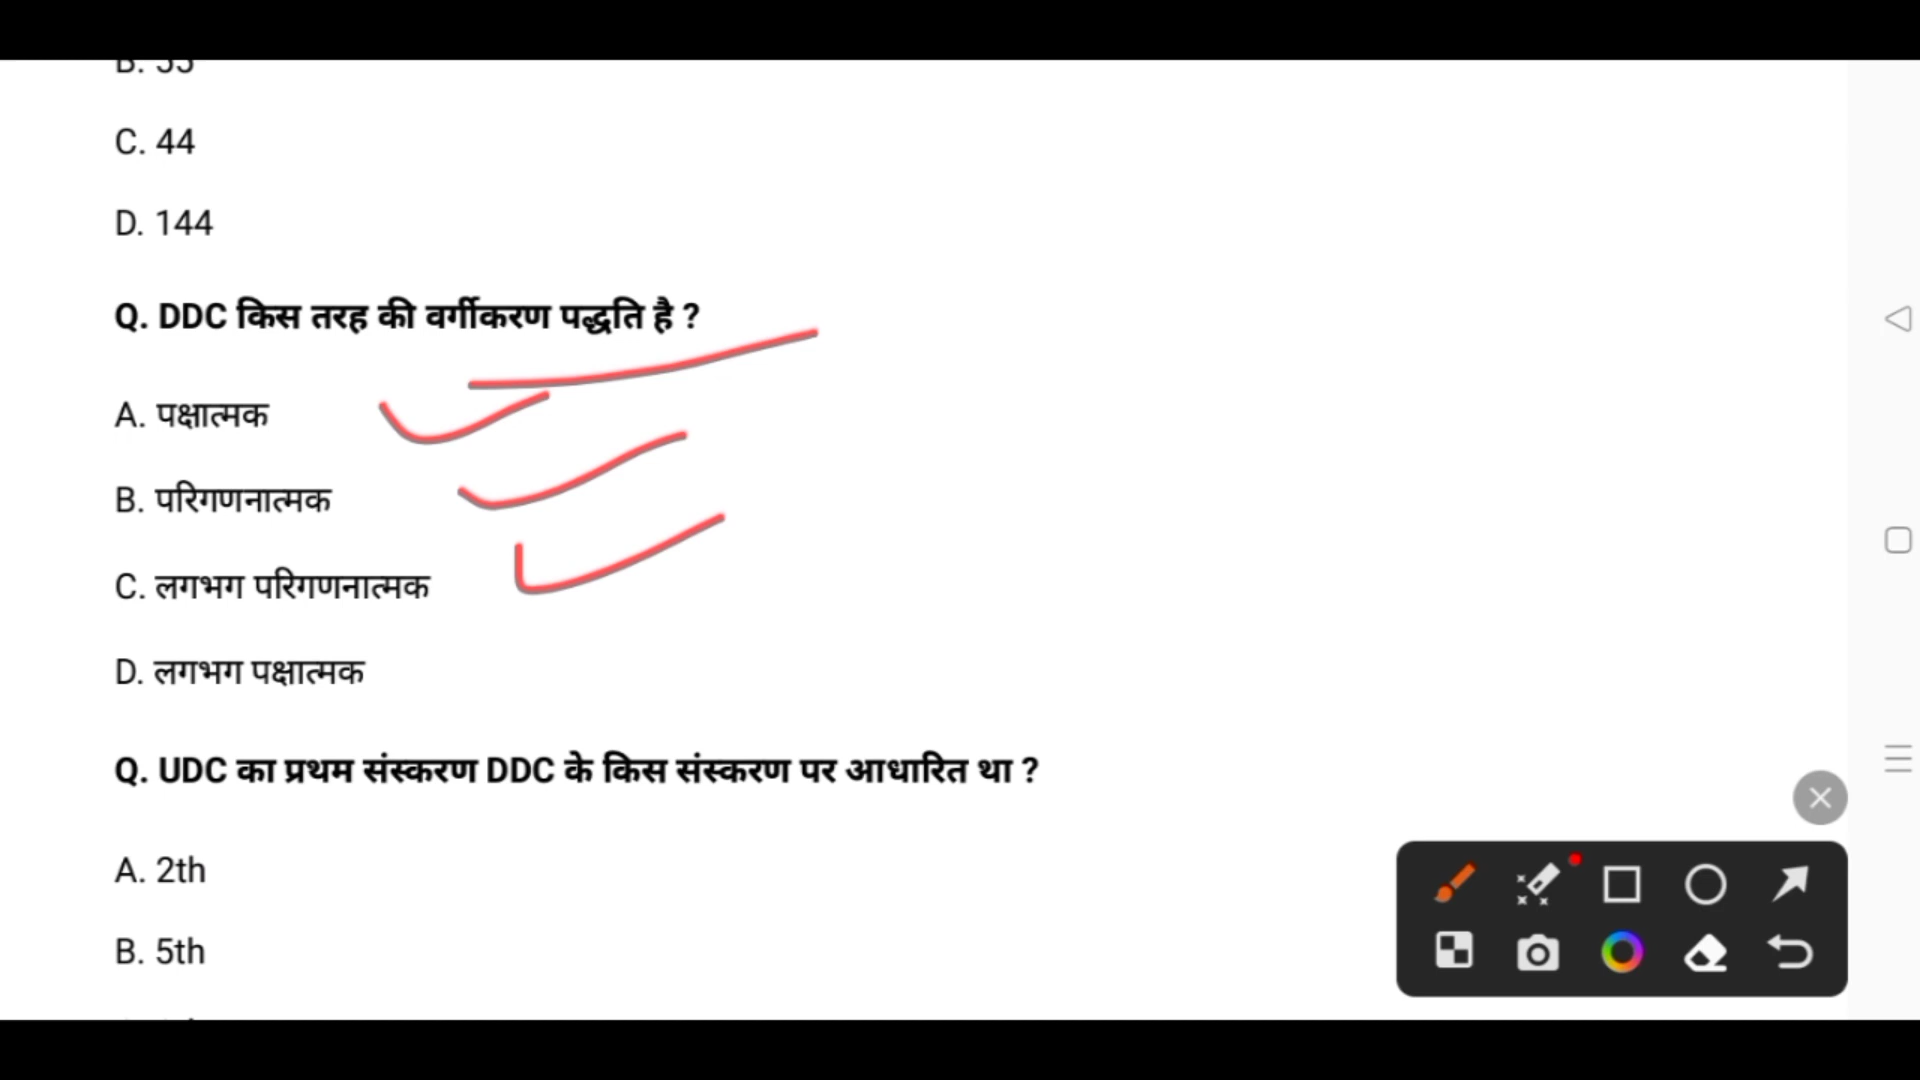 B. 55
C. 44
D. 144
Q. DDC किस तरह की वर्गीकरण पद्धति है ?
A. पक्षात्मक
B. परिगणनात्मक
C. लगभग परिगणनात्मक
D. लगभग पक्षात्मक
Q. UDC का प्रथम संस्करण DDC के किस संस्करण पर आधारित था ?
A. 2th
B. 5th